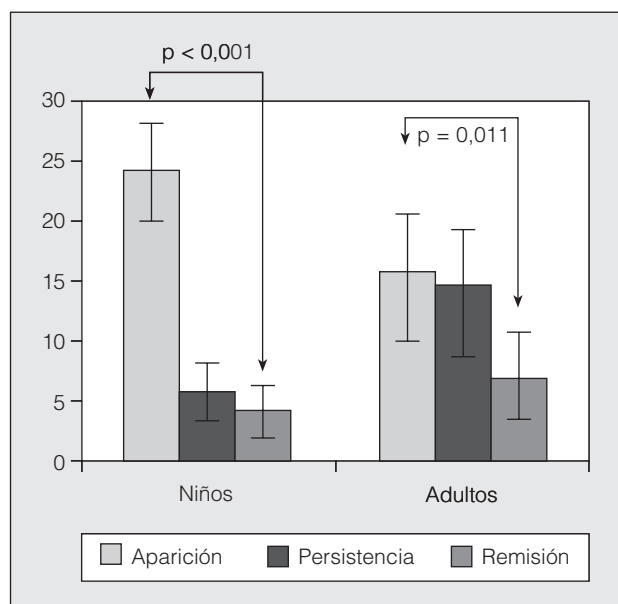 p < 0,001
p = 0,011
30
25
20
15
10
5
0
Niños
Adultos
Aparición
Persistencia
Remisión